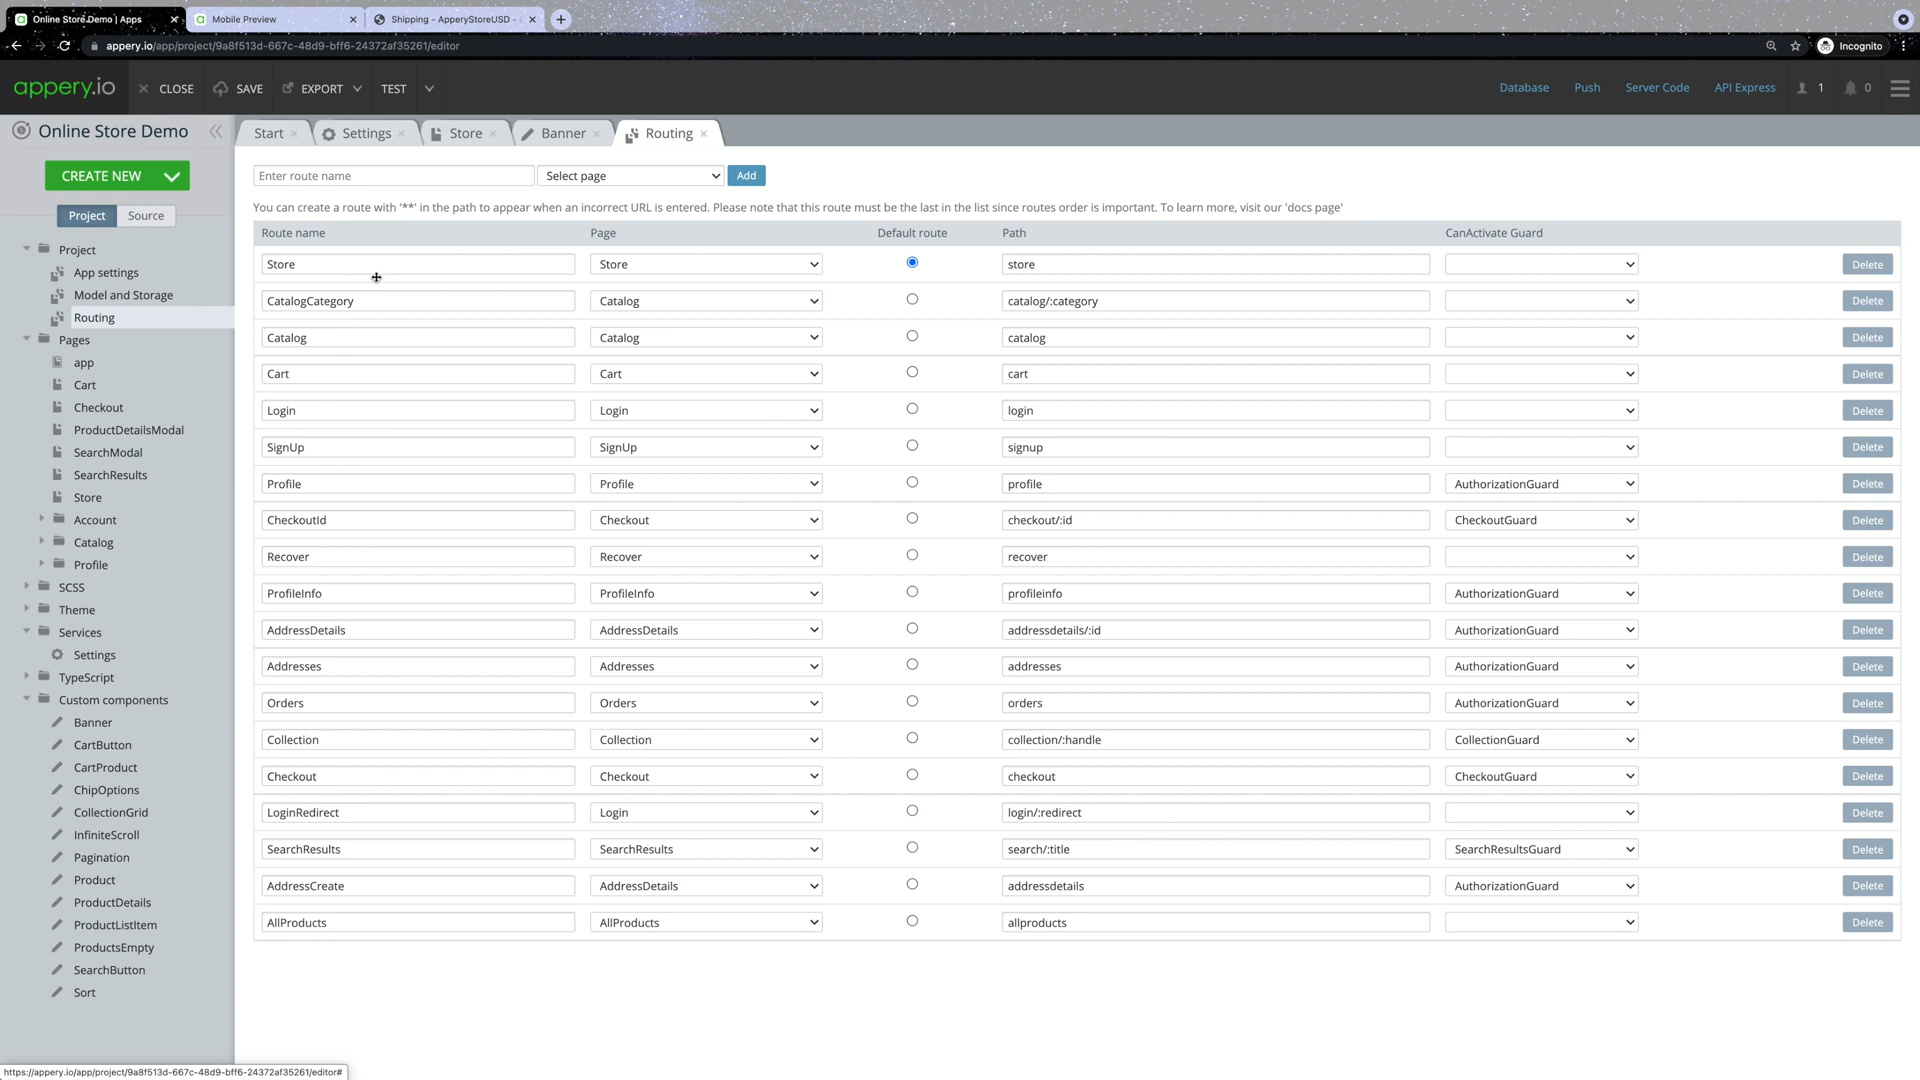 Online Store Demo | Apps
Mobile Preview
Shipping - ApperyStoreUSD -
appery.io/app/project/9a8f513d-667c-48d9-bff6-24372af35261/editor
Incognito
appery.io
CLOSE
SAVE
EXPORT
TEST
Database
Push
Server Code
API Express
1
0
Online Store Demo
Start
Settings
Store
Banner
Routing
CREATE NEW
Project
Source
Project
App settings
Model and Storage
Routing
Pages
app
Cart
Checkout
ProductDetailsModal
SearchModal
SearchResults
Store
Account
Catalog
Profile
SCSS
Theme
Services
Settings
TypeScript
Custom components
Banner
CartButton
CartProduct
ChipOptions
CollectionGrid
InfiniteScroll
Pagination
Product
ProductDetails
ProductListItem
ProductsEmpty
SearchButton
Sort
Enter route name
Select page
Add
You can create a route with '**' in the path to appear when an incorrect URL is entered. Please note that this route must be the last in the list since routes order is important. To learn more, visit our 'docs page'
Route name Page Default route Path CanActivate Guard
Store Store store Delete
CatalogCategory Catalog catalog/:category Delete
Catalog Catalog catalog Delete
Cart Cart cart Delete
Login Login login Delete
SignUp SignUp signup Delete
Profile Profile profile AuthorizationGuard Delete
CheckoutId Checkout checkout/:id CheckoutGuard Delete
Recover Recover recover Delete
ProfileInfo ProfileInfo profileinfo AuthorizationGuard Delete
AddressDetails AddressDetails addressdetails/:id AuthorizationGuard Delete
Addresses Addresses addresses AuthorizationGuard Delete
Orders Orders orders AuthorizationGuard Delete
Collection Collection collection/:handle CollectionGuard Delete
Checkout Checkout checkout CheckoutGuard Delete
LoginRedirect Login login/:redirect Delete
SearchResults SearchResults search/:title SearchResultsGuard Delete
AddressCreate AddressDetails addressdetails AuthorizationGuard Delete
AllProducts AllProducts allproducts Delete
https://appery.io/app/project/9a8f513d-667c-48d9-bff6-24372af35261/editor#